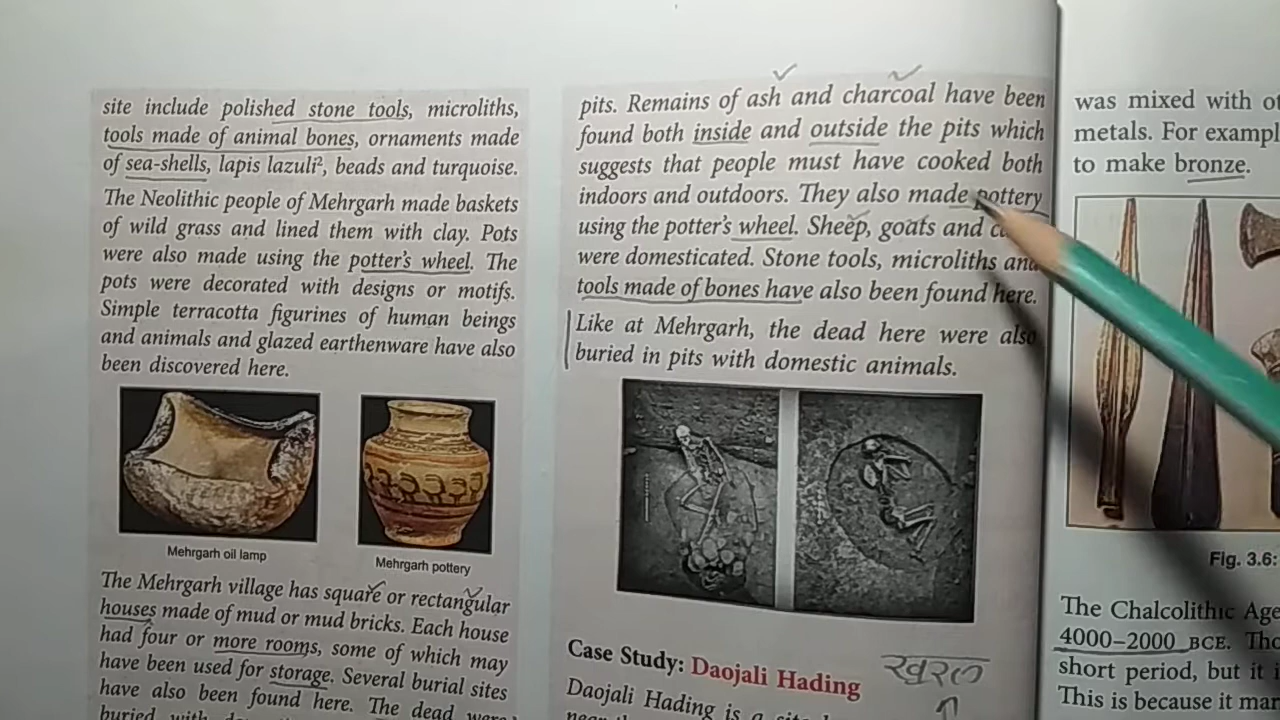 site include polished stone tools, microliths,
tools made of animal bones, ornaments made
of sea-shells, lapis lazuli², beads and turquoise.
The Neolithic people of Mehrgarh made baskets
of wild grass and lined them with clay. Pots
were also made using the potter's wheel. The
pots were decorated with designs or motifs.
Simple terracotta figurines of human beings
and animals and glazed earthenware have also
been discovered here.
Mehrgarh oil lamp
Mehrgarh pottery
The Mehrgarh village has square or rectangular
houses made of mud or mud bricks. Each house
had four or more rooms, some of which may
have been used for storage. Several burial sites
have also been found here. The dead were
buried with
pits. Remains of ash and charcoal have been
found both inside and outside the pits which
suggests that people must have cooked both
indoors and outdoors. They also made pottery
using the potter's wheel. Sheep, goats and
were domesticated. Stone tools, microliths and
tools made of bones have also been found here.
Like at Mehrgarh, the dead here were also
buried in pits with domestic animals.
Case Study: Daojali Hading
खरल
Daojali Hading is a site
near the
was mixed with
metals. For
to make bronze.
Fig. 3.6:
The Chalcolithic Age
4000–2000 BCE.
short period, but it
This is because it